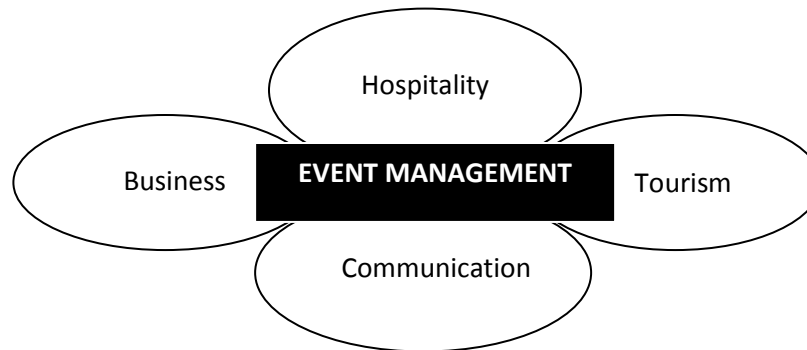 Hospitality
Business
EVENT MANAGEMENT
Tourism
Communication